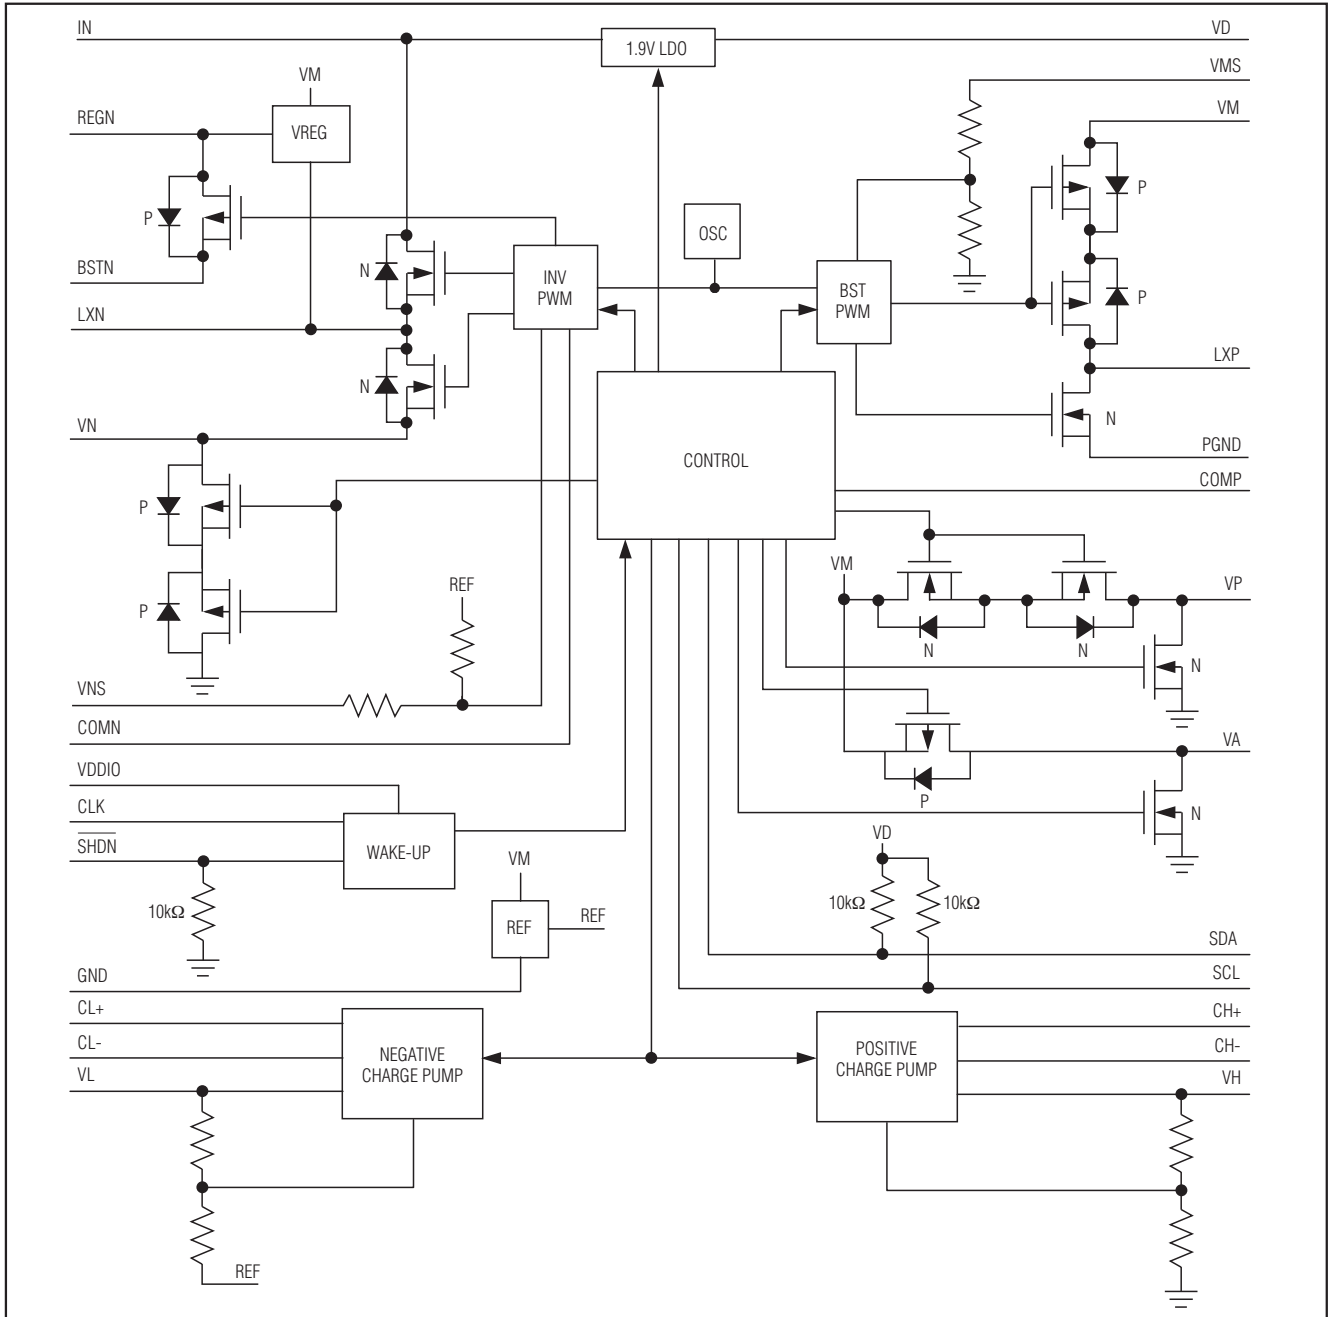 IN
1.9V LDO
VD
VMS
VM
REGN
VM
VREG
P
BSTN
LXN
N
N
INV
PWM
OSC
BST
PWM
P
P
LXP
N
PGND
VN
CONTROL
COMP
P
P
REF
VM
VP
N
N
N
VNS
COMN
VA
P
N
VDDIO
CLK
SHDN
WAKE-UP
10kΩ
VM
REF
REF
VD
10kΩ
10kΩ
SDA
SCL
GND
CL+
CL-
VL
NEGATIVE
CHARGE PUMP
POSITIVE
CHARGE PUMP
CH+
CH-
VH
REF